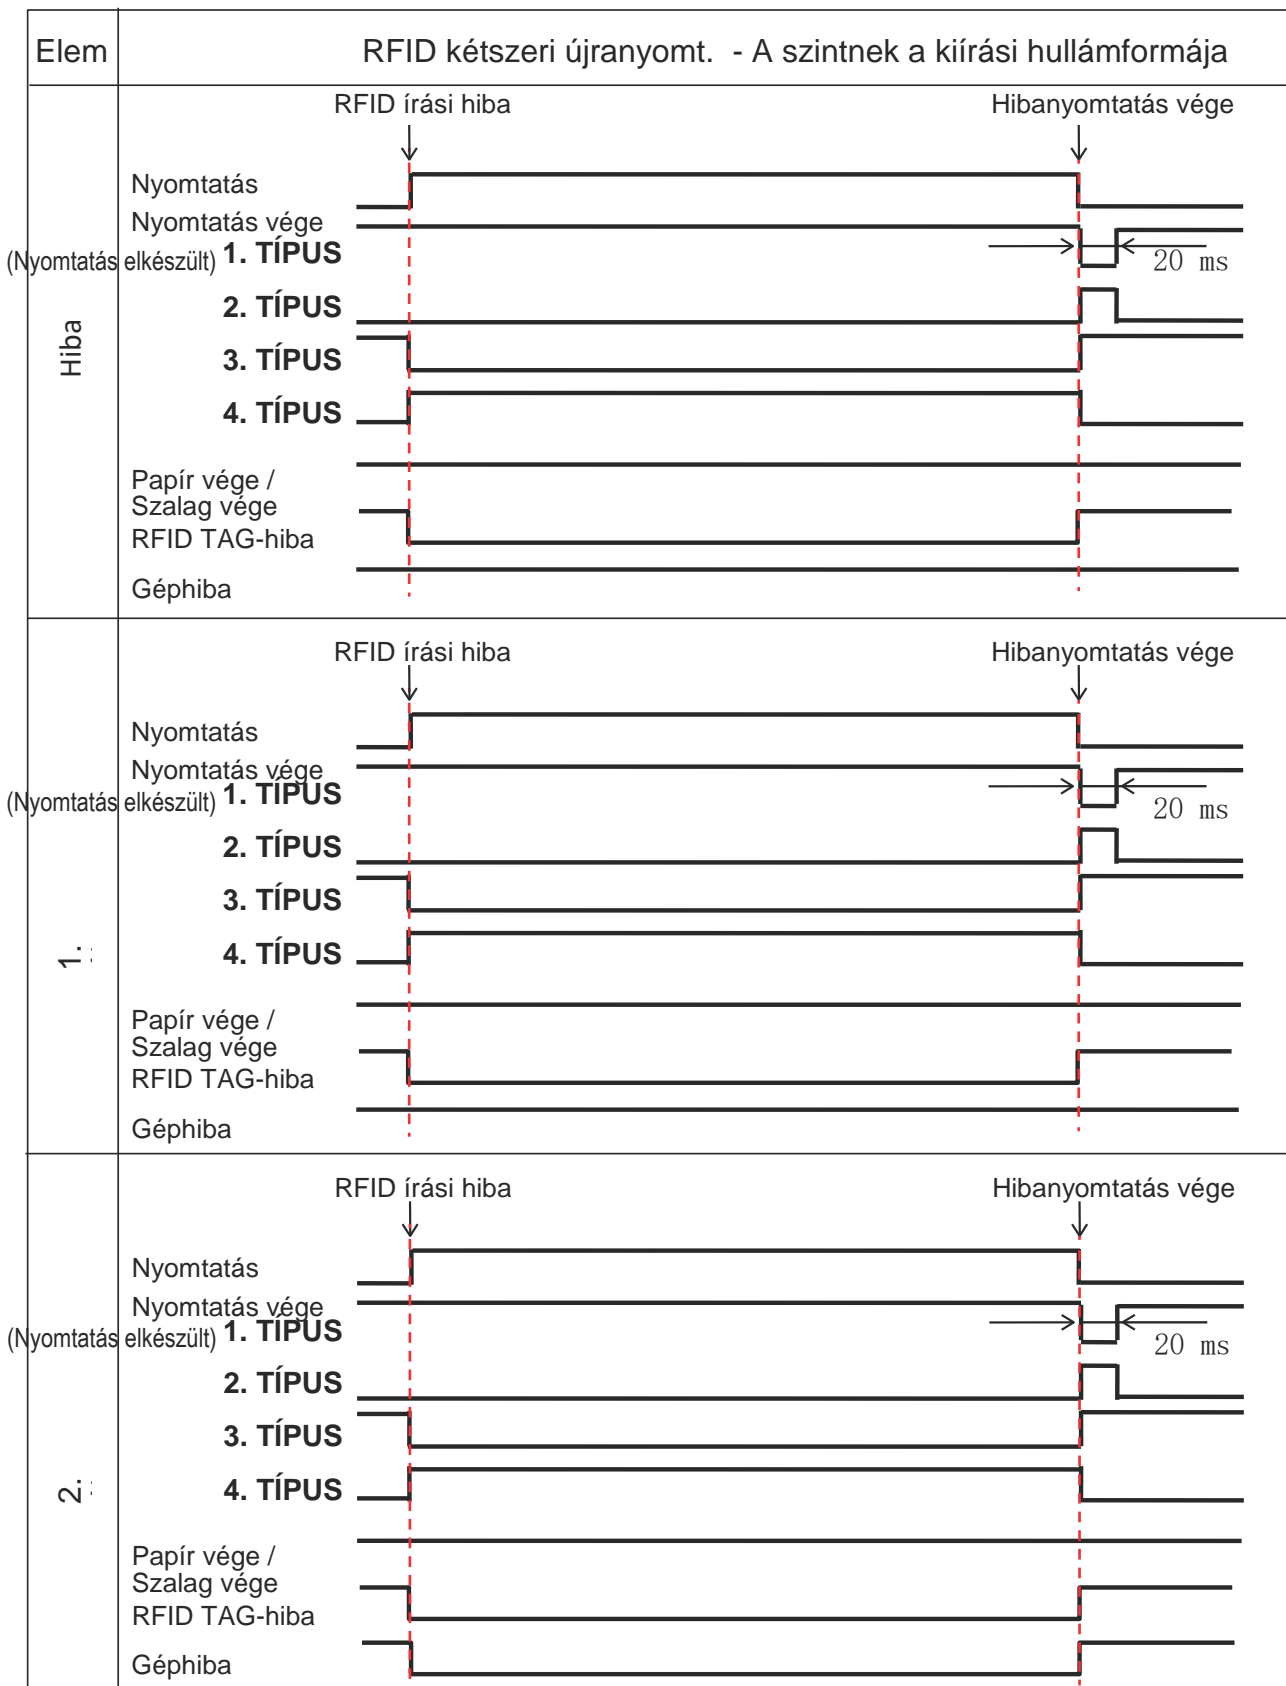 Elem
RFID kétszeri újranyomt. - A szintnek a kiírási hullámformája
Hiba
RFID írási hiba
Hibanyomtatás vége
Nyomtatás
Nyomtatás vége
(Nyomtatás elkészült) 1. TÍPUS
20 ms
2. TÍPUS
3. TÍPUS
4. TÍPUS
Papír vége /
Szalag vége
RFID TAG-hiba
Géphiba
1.
RFID írási hiba
Hibanyomtatás vége
Nyomtatás
Nyomtatás vége
(Nyomtatás elkészült) 1. TÍPUS
20 ms
2. TÍPUS
3. TÍPUS
4. TÍPUS
Papír vége /
Szalag vége
RFID TAG-hiba
Géphiba
2.
RFID írási hiba
Hibanyomtatás vége
Nyomtatás
Nyomtatás vége
(Nyomtatás elkészült) 1. TÍPUS
20 ms
2. TÍPUS
3. TÍPUS
4. TÍPUS
Papír vége /
Szalag vége
RFID TAG-hiba
Géphiba